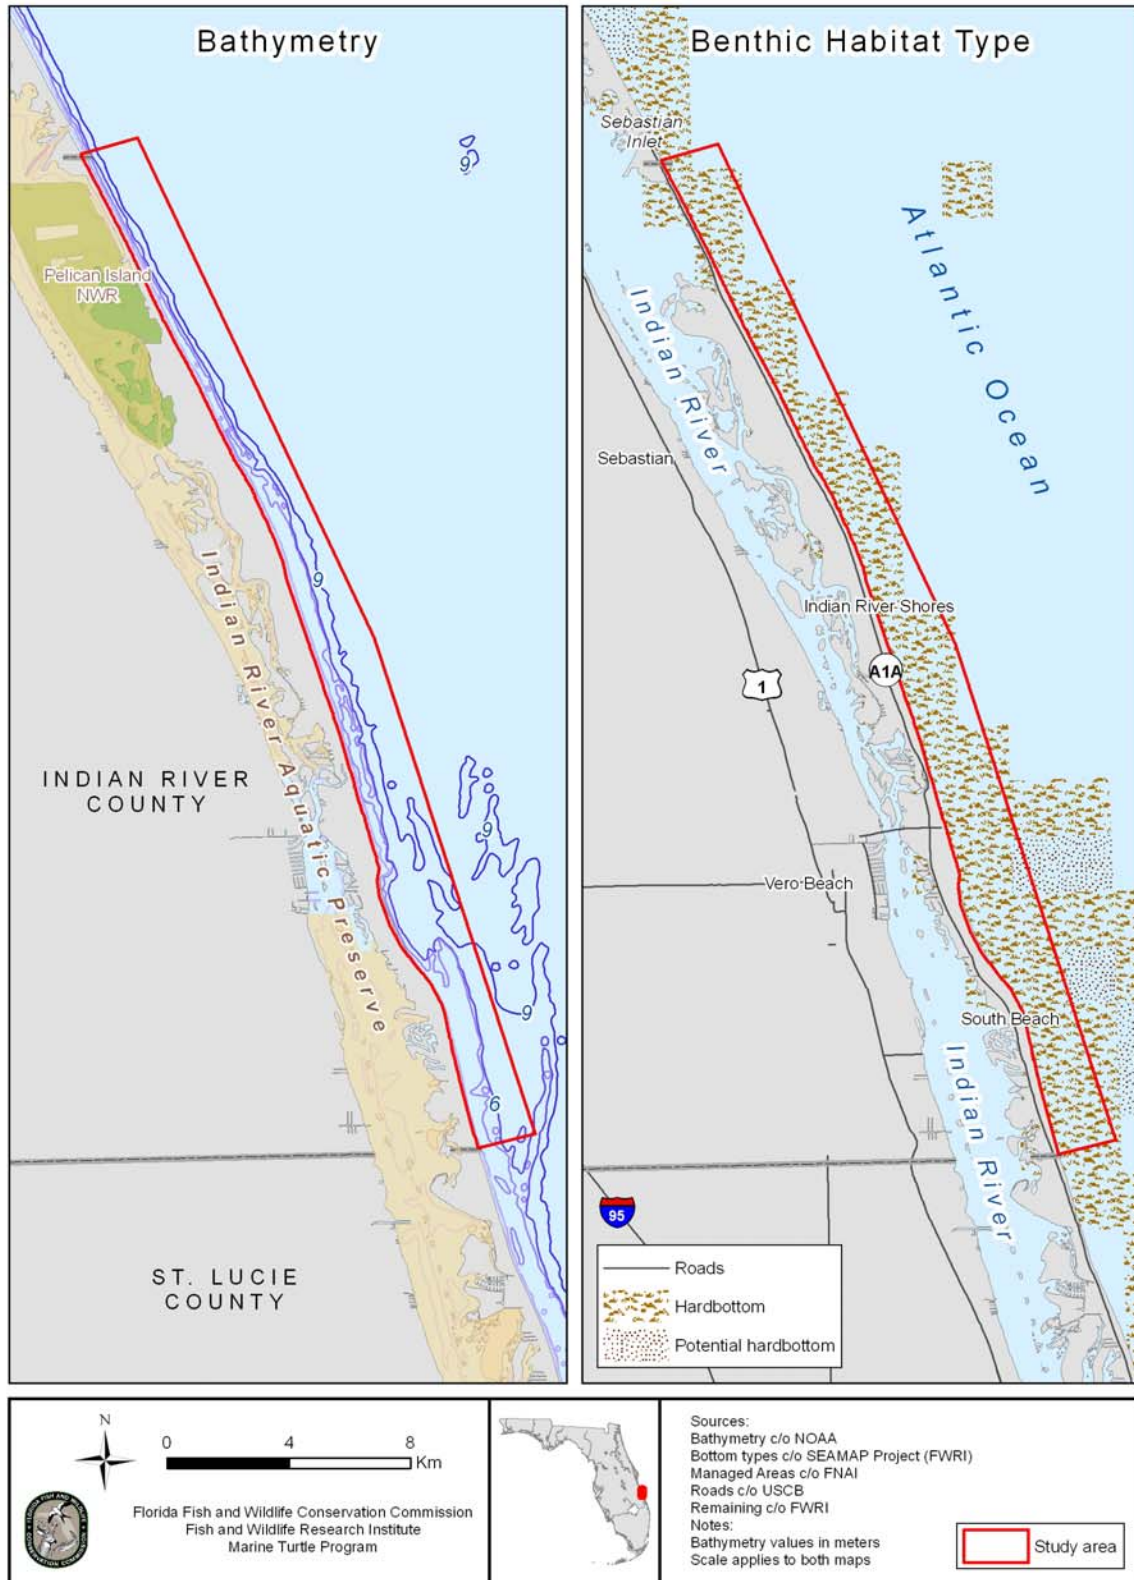 Bathymetry
9
Pelican Island
NWR
9
Indian River Aquatic Preserve
INDIAN RIVER
COUNTY
9
9
6
ST. LUCIE
COUNTY
Benthic Habitat Type
Sebastian
Inlet
Atlantic Ocean
Indian River
Sebastian
Indian River Shores
A1A
1
Vero Beach
South Beach
Indian River
95
Roads
Hardbottom
Potential hardbottom
N
0 4 8
Km
Florida Fish and Wildlife Conservation Commission
Fish and Wildlife Research Institute
Marine Turtle Program
Sources:
Bathymetry c/o NOAA
Bottom types c/o SEAMAP Project (FWRI)
Managed Areas c/o FNAI
Roads c/o USCB
Remaining c/o FWRI
Notes:
Bathymetry values in meters
Scale applies to both maps
Study area